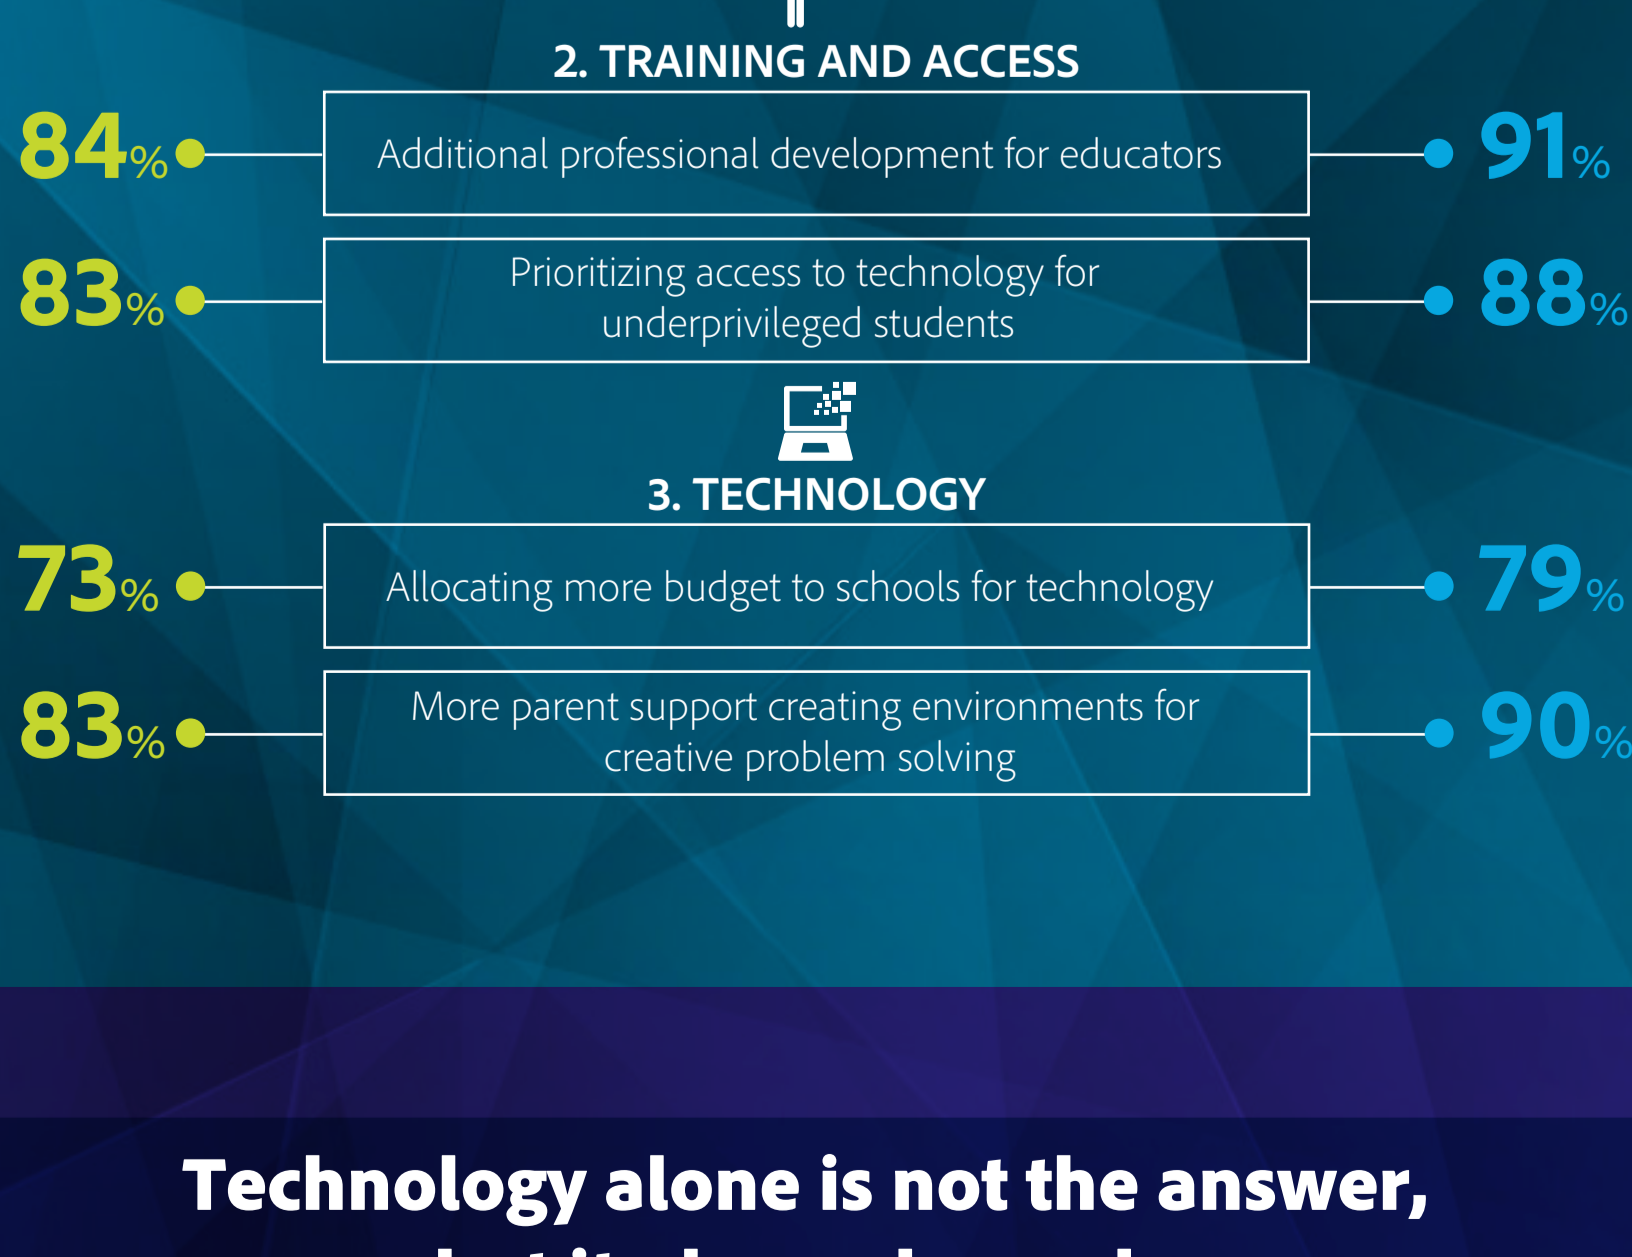 2. TRAINING AND ACCESS
84% Additional professional development for educators 91%
83% Prioritizing access to technology for 88%
underprivileged students
3. TECHNOLOGY
73% Allocating more budget to schools for technology 79%
83% More parent support creating environments for 90%
creative problem solving
Technology alone is not the answer,